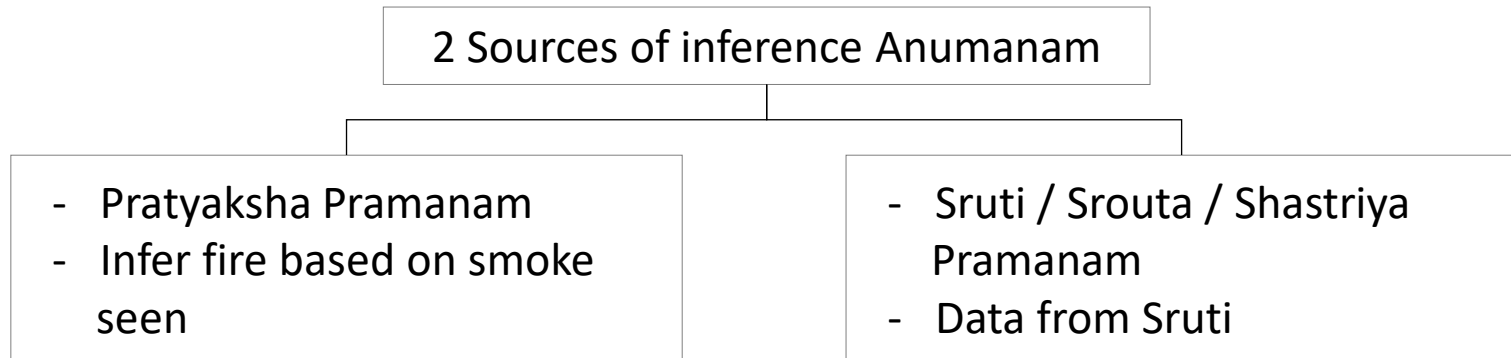 2 Sources of inference Anumanam
- Pratyaksha Pramanam
- Infer fire based on smoke
seen
- Sruti / Srouta / Shastriya
Pramanam
- Data from Sruti